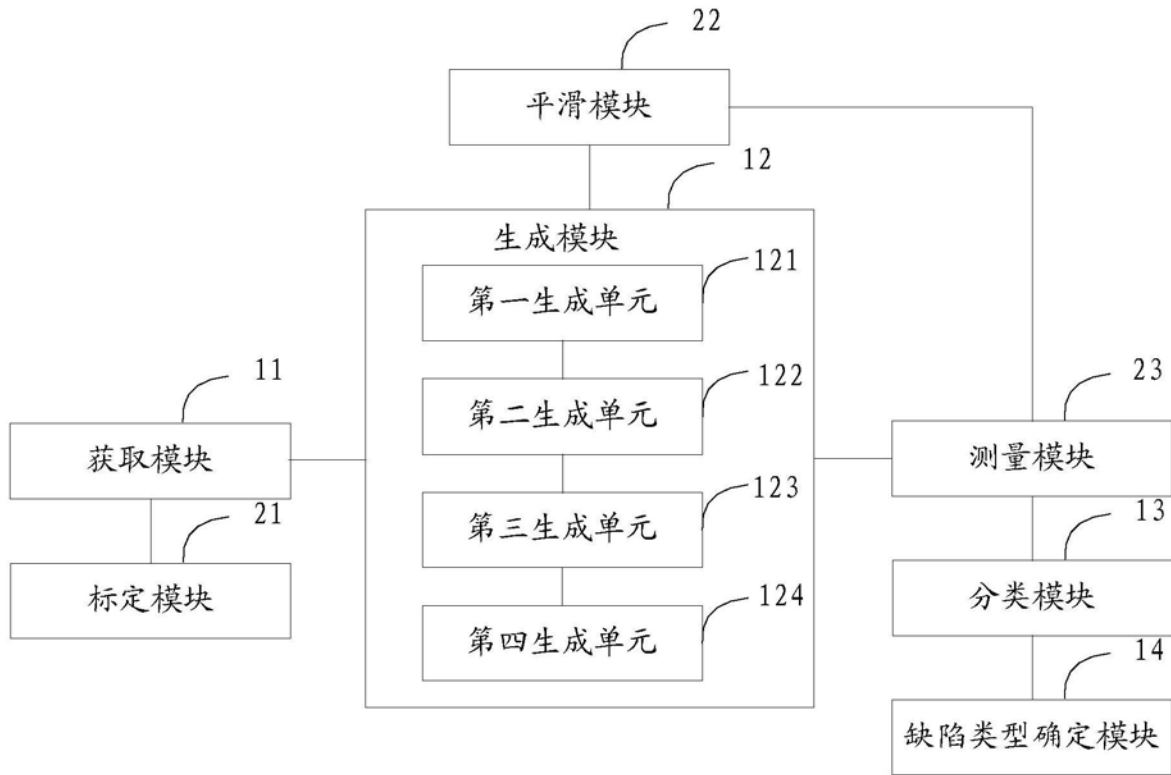 22
平滑模块
12
生成模块
121
第一生成单元
11
122
23
获取模块
第二生成单元
测量模块
21
123
13
标定模块
第三生成单元
分类模块
124
14
第四生成单元
缺陷类型确定模块